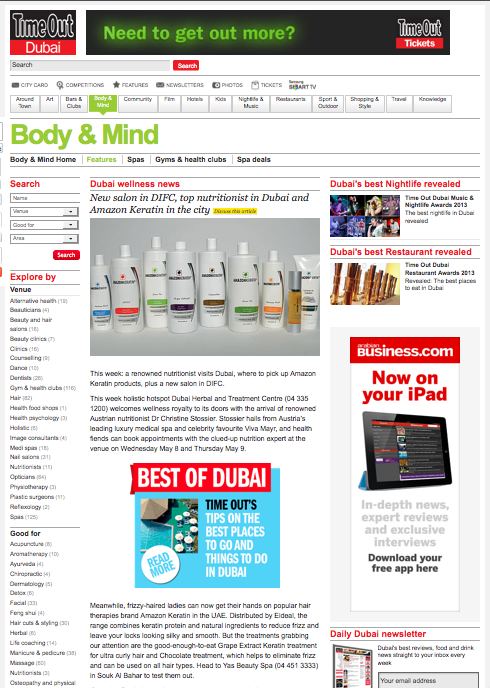 TimeOut
Dubai
Need to get out more?
TimeOut
Tickets
Search
Search
CITY CARD
COMPETITIONS
FEATURES
NEWSLETTERS
PHOTOS
TICKETS
Samsung
SMART TV
Around Town
Art
Bars & Clubs
Body & Mind
Community
Film
Hotels
Kids
Nightlife & Music
Restaurants
Sport & Outdoor
Shopping & Style
Travel
Knowledge
Body & Mind
Body & Mind Home
Features
Spas
Gyms & health clubs
Spa deals
Search
Name
Venue
Good for
Area
Search
Explore by
Venue
Alternative health (19)
Beauticians (4)
Beauty and hair
salons (16)
Beauty clinics (7)
Clinics (16)
Counselling (9)
Dance (10)
Dentists (26)
Gym & health clubs (116)
Hair (62)
Health food shops (1)
Health psychology (3)
Holistic (6)
Image consultants (4)
Medi spas (18)
Nail salons (31)
Nutritionists (11)
Opticians (64)
Physiotherapy (3)
Plastic surgeons (11)
Reflexology (2)
Spas (125)
Good for
Acupuncture (8)
Aromatherapy (10)
Ayurveda (4)
Chiropractic (4)
Dermatology (5)
Detox (6)
Facial (33)
Feng shui (4)
Hair cuts & styling (30)
Herbal (6)
Life coaching (14)
Manicure & pedicure (38)
Massage (60)
Nutritionists (3)
Osteopathy and physical
Dubai wellness news
New salon in DIFC, top nutritionist in Dubai and
Amazon Keratin in the city Discuss this article
This week: a renowned nutritionist visits Dubai, where to pick up Amazon
Keratin products, plus a new salon in DIFC.
This week holistic hotspot Dubai Herbal and Treatment Centre (04 335
1200) welcomes wellness royalty to its doors with the arrival of renowned
Austrian nutritionist Dr Christine Stossier. Stossier hails from Austria's
leading luxury medical spa and celebrity favourite Viva Mayr, and health
fiends can book appointments with the clued-up nutrition expert at the
venue on Wednesday May 8 and Thursday May 9.
BEST OF DUBAI
TIME OUT'S
TIPS ON THE
BEST PLACES
TO GO AND
THINGS TO DO
IN DUBAI
READ
MORE
Meanwhile, frizzy-haired ladies can now get their hands on popular hair
therapies brand Amazon Keratin in the UAE. Distributed by Eideal, the
range combines keratin protein and natural ingredients to reduce frizz and
leave your locks looking silky and smooth. But the treatments grabbing
our attention are the good-enough-to-eat Grape Extract Keratin treatment
for ultra curly hair and Chocolate treatment, which helps to eliminate frizz
and can be used on all hair types. Head to Yas Beauty Spa (04 451 3333)
in Souk Al Bahar to test them out.
Dubai's best Nightlife revealed
Time Out Dubai Music &
Nightlife Awards 2013
The best nightlife in Dubai
revealed
Dubai's best Restaurant revealed
Time Out Dubai
Restaurant Awards 2013
Revealed: The best places
to eat in Dubai
arabian
BUSINESS.com
Now on
your iPad
In-depth news,
expert reviews
and exclusive
interviews
Download your
free app here
Daily Dubai newsletter
Dubai's best reviews, food and drink
news straight to your inbox every
week
Your email address